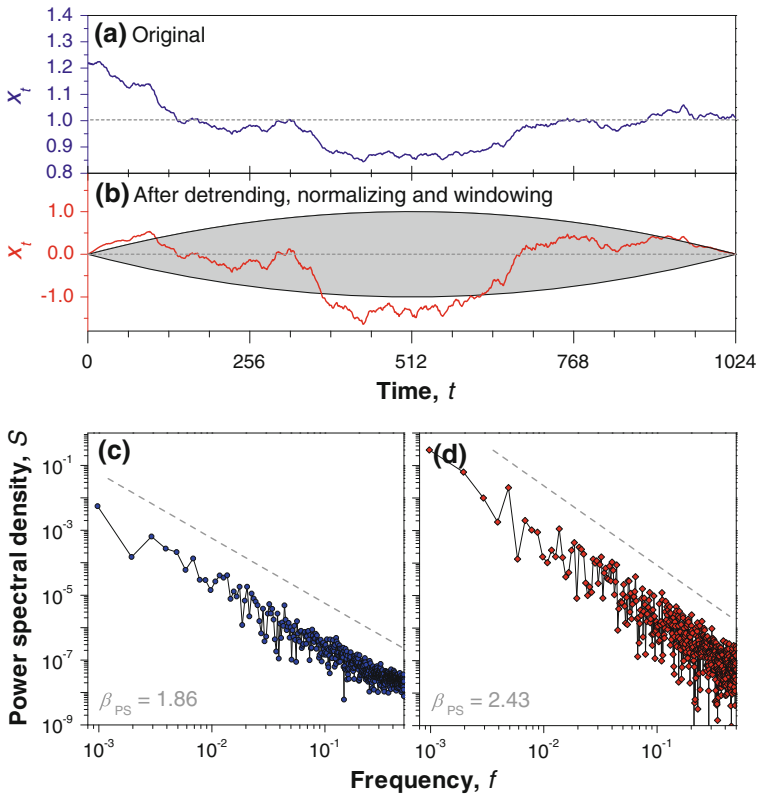 1.4
(a) Original
1.3
1.2
1.1
1.0
0.9
0.8
x_t
(b) After detrending, normalizing and windowing
1.0
0.0
-1.0
x_t
0 256 512 768 1024
Time, t
(c) (d)
10^-1
10^-3
10^-5
10^-7
10^-9
Power spectral density, S
β_PS = 1.86 β_PS = 2.43
10^-3 10^-2 10^-1 10^-3 10^-2 10^-1
Frequency, f